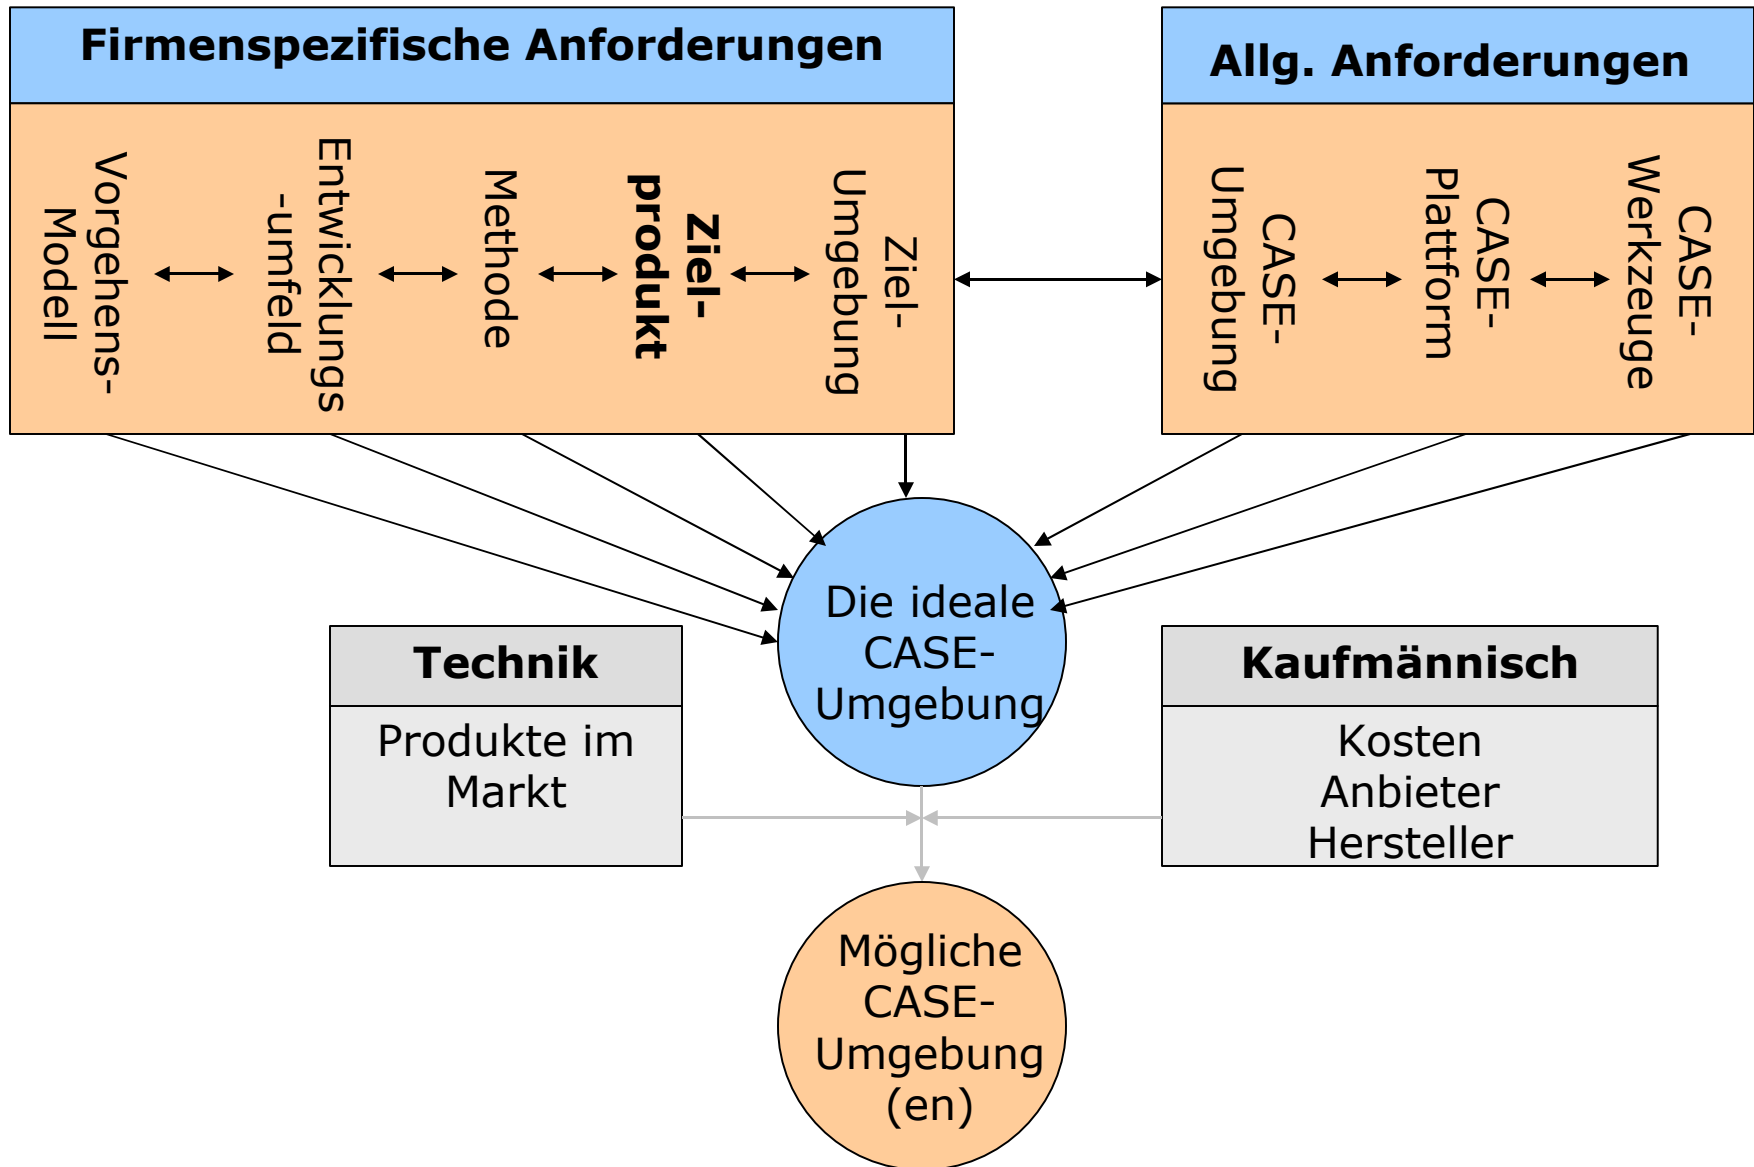 Firmenspezifische Anforderungen
Vorgehens-
Modell
Entwicklungs
-umfeld
Methode
Ziel-
produkt
Ziel-
Umgebung
Allg. Anforderungen
CASE-
Umgebung
CASE-
Plattform
CASE-
Werkzeuge
Die ideale
CASE-
Umgebung
Technik
Produkte im
Markt
Kaufmännisch
Kosten
Anbieter
Hersteller
Mögliche
CASE-
Umgebung
(en)